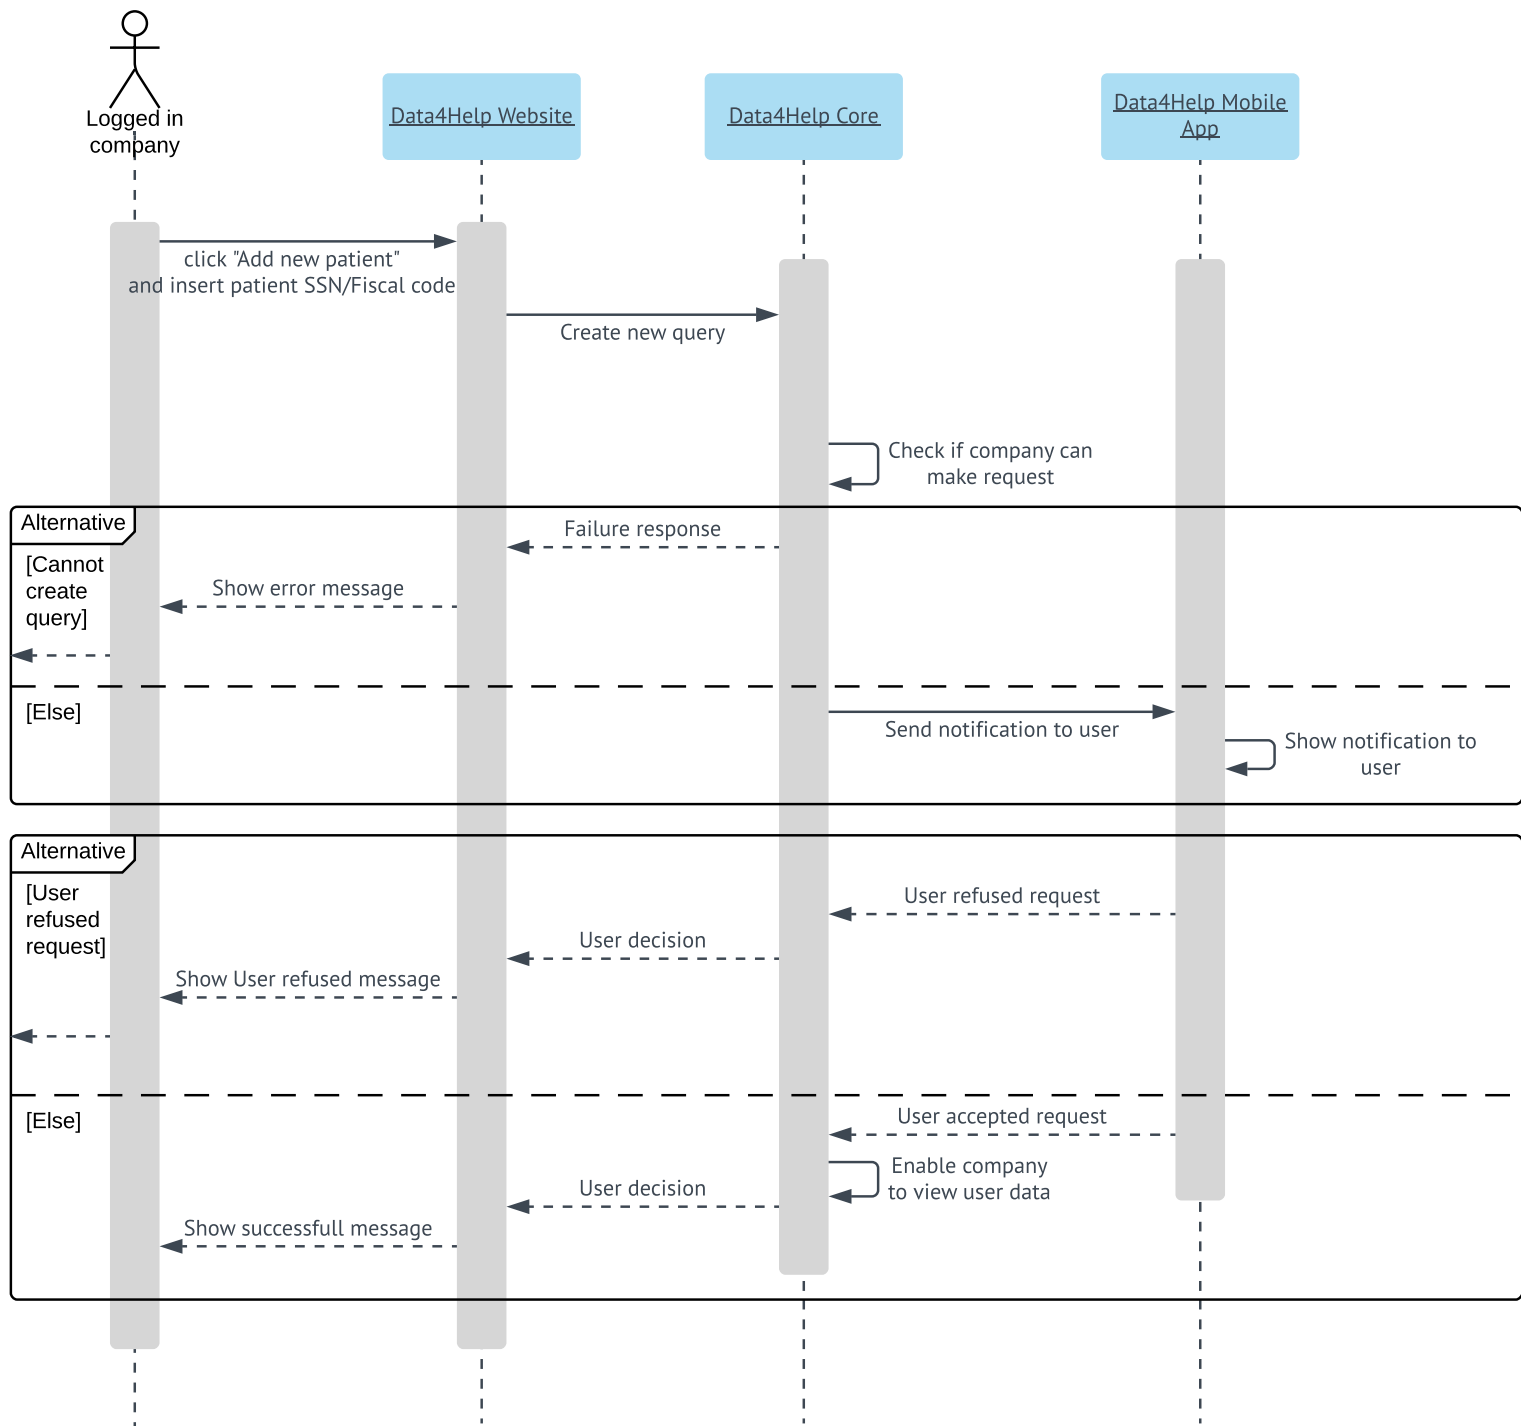 Logged in
company
Data4Help Website
Data4Help Core
Data4Help Mobile
App
click "Add new patient"
and insert patient SSN/Fiscal code
Create new query
Check if company can
make request
Alternative
Failure response
[Cannot
create
query]
Show error message
[Else]
Send notification to user
Show notification to
user
Alternative
[User
refused
request]
User refused request
User decision
Show User refused message
[Else]
User accepted request
Enable company
to view user data
User decision
Show successfull message